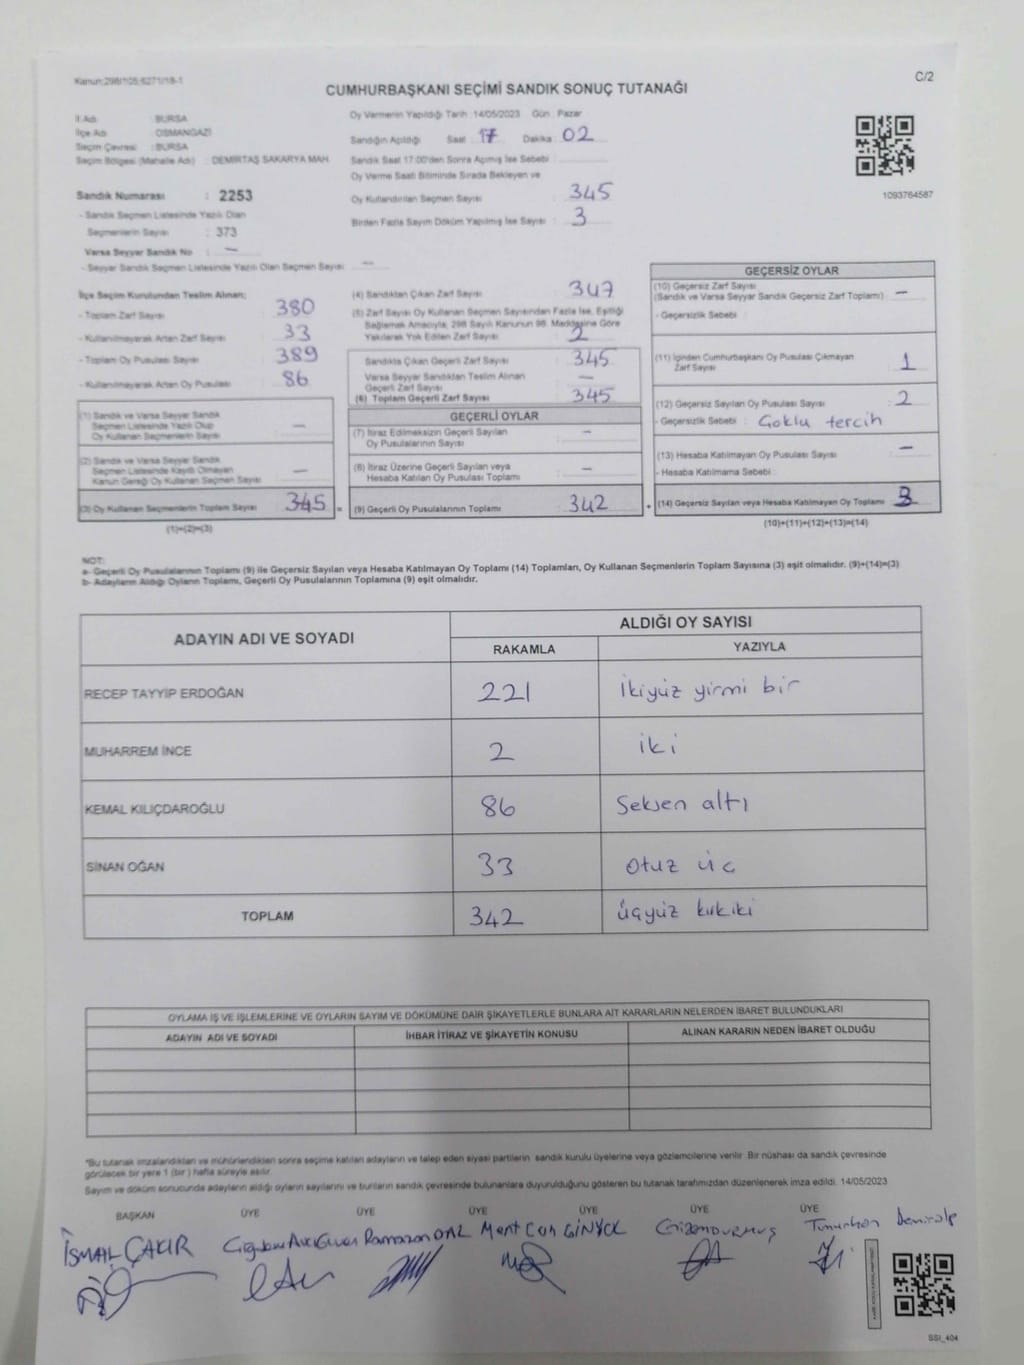 Kanun:298/105;6271/18-1
C/2
CUMHURBAŞKANI SEÇİMİ SANDIK SONUÇ TUTANAĞI
İl Adı : BURSA
İlçe Adı : OSMANGAZİ
Seçim Çevresi : BURSA
Seçim Bölgesi (Mahalle Adı) : DEMİRTAŞ SAKARYA MAH.
Sandık Numarası : 2253
- Sandık Seçmen Listesinde Yazılı Olan
Seçmenlerin Sayısı : 373
Varsa Seyyar Sandık No : —
- Seyyar Sandık Seçmen Listesinde Yazılı Olan Seçmen Sayısı : —
Oy Vermenin Yapıldığı Tarih :14/05/2023 Gün : Pazar
Sandığın Açıldığı Saat : 17 Dakika : 02
Sandık Saat 17:00'den Sonra Açılmış İse Sebebi :
Oy Verme Saati Bitiminde Sırada Bekleyen ve
Oy Kullandırılan Seçmen Sayısı : 345
Birden Fazla Sayım Döküm Yapılmış İse Sayısı : 3
1093764587
İlçe Seçim Kurulundan Teslim Alınan;
- Toplam Zarf Sayısı : 380
- Kullanılmayarak Artan Zarf Sayısı : 33
- Toplam Oy Pusulası Sayısı : 389
- Kullanılmayarak Artan Oy Pusulası : 86
(1) Sandık ve Varsa Seyyar Sandık
Seçmen Listesinde Yazılı Olup
Oy Kullanan Seçmenlerin Sayısı —
(2) Sandık ve Varsa Seyyar Sandık
Seçmen Listesinde Kayıtlı Olmayan
Kanun Gereği Oy Kullanan Seçmen Sayısı —
(3) Oy Kullanan Seçmenlerin Toplam Sayısı 345 =
(1)+(2)=(3)
(4) Sandıktan Çıkan Zarf Sayısı : 347
(5) Zarf Sayısı Oy Kullanan Seçmen Sayısından Fazla İse, Eşitliği
Sağlamak Amacıyla, 298 Sayılı Kanunun 98. Maddesine Göre
Yakılarak Yok Edilen Zarf Sayısı : 2
Sandıkta Çıkan Geçerli Zarf Sayısı : 345
Varsa Seyyar Sandıktan Teslim Alınan
Geçerli Zarf Sayısı : —
(6) Toplam Geçerli Zarf Sayısı : 345
GEÇERLİ OYLAR
(7) İtiraz Edilmeksizin Geçerli Sayılan
Oy Pusulalarının Sayısı : —
(8) İtiraz Üzerine Geçerli Sayılan veya
Hesaba Katılan Oy Pusulası Toplamı : —
(9) Geçerli Oy Pusulalarının Toplamı : 342 +
GEÇERSİZ OYLAR
(10) Geçersiz Zarf Sayısı
(Sandık ve Varsa Seyyar Sandık Geçersiz Zarf Toplamı) : —
- Geçersizlik Sebebi :
(11) İçinden Cumhurbaşkanı Oy Pusulası Çıkmayan
Zarf Sayısı : 1
(12) Geçersiz Sayılan Oy Pusulası Sayısı : 2
- Geçersizlik Sebebi : Çoklu tercih
(13) Hesaba Katılmayan Oy Pusulası Sayısı : —
- Hesaba Katılmama Sebebi :
(14) Geçersiz Sayılan veya Hesaba Katılmayan Oy Toplamı : 3
(10)+(11)+(12)+(13)=(14)
NOT:
a- Geçerli Oy Pusulalarının Toplamı (9) ile Geçersiz Sayılan veya Hesaba Katılmayan Oy Toplamı (14) Toplamları, Oy Kullanan Seçmenlerin Toplam Sayısına (3) eşit olmalıdır. (9)+(14)=(3)
b- Adayların Aldığı Oyların Toplamı, Geçerli Oy Pusulalarının Toplamına (9) eşit olmalıdır.
ADAYIN ADI VE SOYADI
ALDIĞI OY SAYISI
RAKAMLA YAZIYLA
RECEP TAYYİP ERDOĞAN 221 İkiyüz yirmi bir
MUHARREM İNCE 2 iki
KEMAL KILIÇDAROĞLU 86 Seksen altı
SİNAN OĞAN 33 otuz üç
TOPLAM 342 üçyüz kırkiki
OYLAMA İŞ VE İŞLEMLERİNE VE OYLARIN SAYIM VE DÖKÜMÜNE DAİR ŞİKAYETLERLE BUNLARA AİT KARARLARIN NELERDEN İBARET BULUNDUKLARI
ADAYIN ADI VE SOYADI İHBAR İTİRAZ VE ŞİKAYETİN KONUSU ALINAN KARARIN NEDEN İBARET OLDUĞU
*Bu tutanak imzalandıktan ve mühürlendikten sonra seçime katılan adayların ve talep eden siyasi partilerin sandık kurulu üyelerine veya gözlemcilerine verilir. Bir nüshası da sandık çevresinde
görülecek bir yere 1 (bir ) hafta süreyle asılır.
Sayım ve döküm sonucunda adayların aldığı oyların sayılarını ve bunların sandık çevresinde bulunanlara duyurulduğunu gösteren bu tutanak tarafımızdan düzenlenerek imza edildi. 14/05/2023
BAŞKAN ÜYE ÜYE ÜYE ÜYE ÜYE ÜYE
İSMAİL ÇAKIR
Ramazan
Mert Can
Timurhan Demiralp
SSI_404